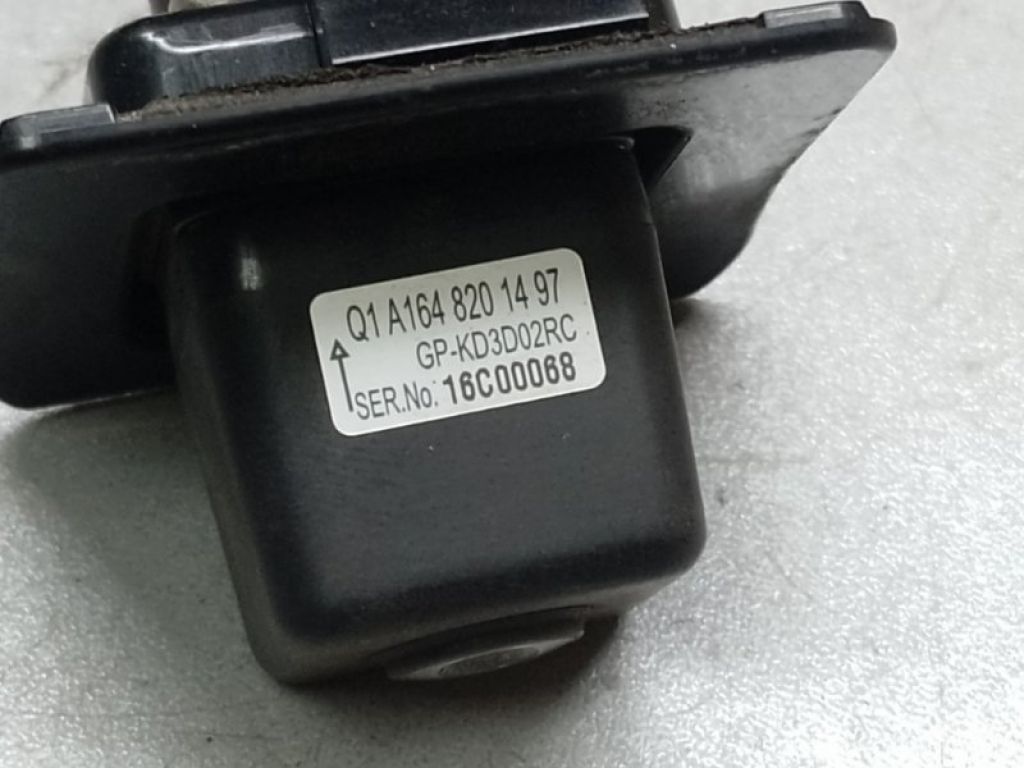 Q1 A164 820 14 97
GP-KD3D02RC
SER.No. 16C00068